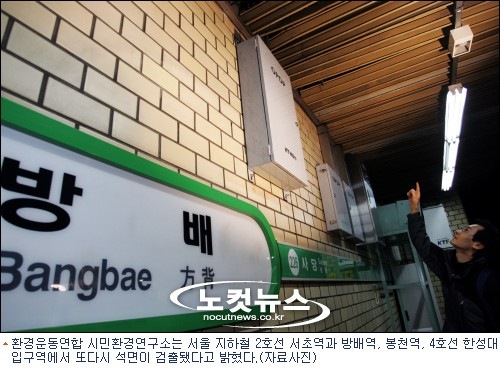 방 배
Bangbae 方背
226 사당
KTF
노컷뉴스
nocutnews.co.kr
환경운동연합 시민환경연구소는 서울 지하철 2호선 서초역과 방배역, 봉천역, 4호선 한성대
입구역에서 또다시 석면이 검출됐다고 밝혔다.(자료사진)